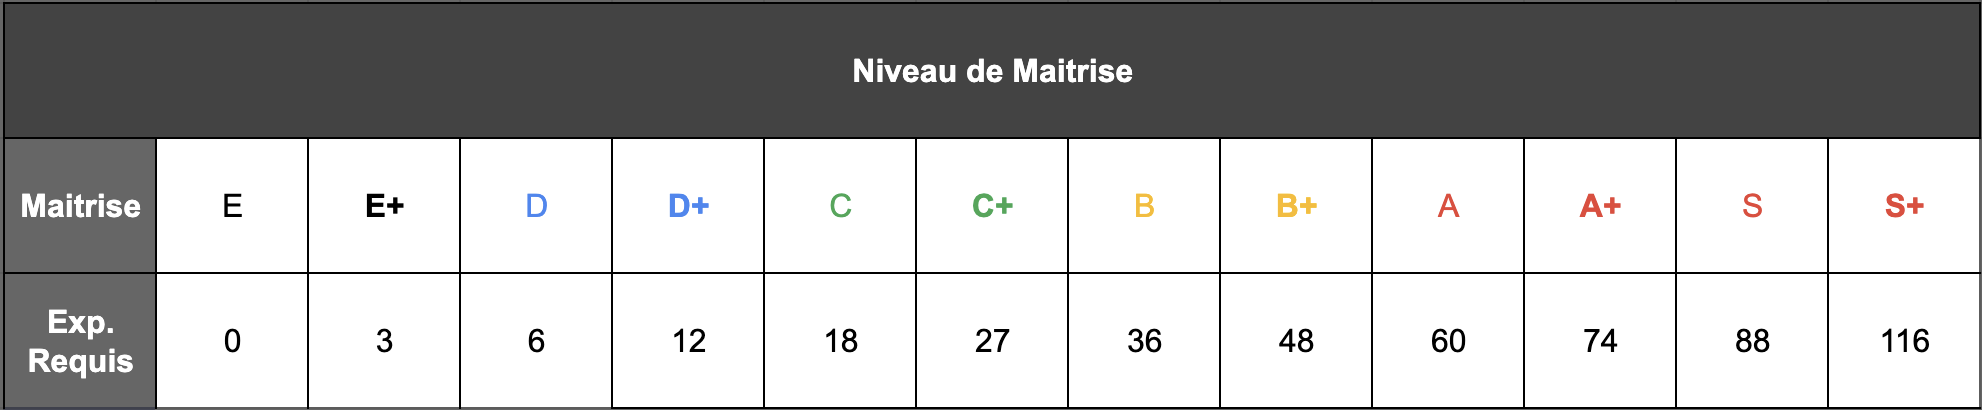 Niveau de Maitrise
Maitrise E E+ D D+ C C+ B B+ A A+ S S+
Exp.
Requis 0 3 6 12 18 27 36 48 60 74 88 116